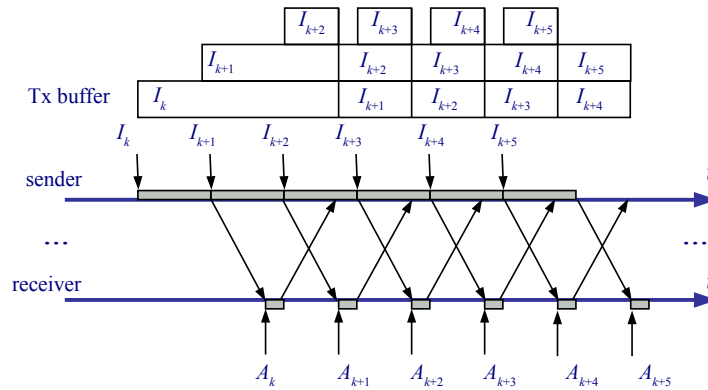 I_{k+2} I_{k+3} I_{k+4} I_{k+5}
I_{k+1} I_{k+2} I_{k+3} I_{k+4} I_{k+5}
Tx buffer I_k I_{k+1} I_{k+2} I_{k+3} I_{k+4}
I_k I_{k+1} I_{k+2} I_{k+3} I_{k+4} I_{k+5}
sender
... ...
receiver
A_k A_{k+1} A_{k+2} A_{k+3} A_{k+4} A_{k+5}